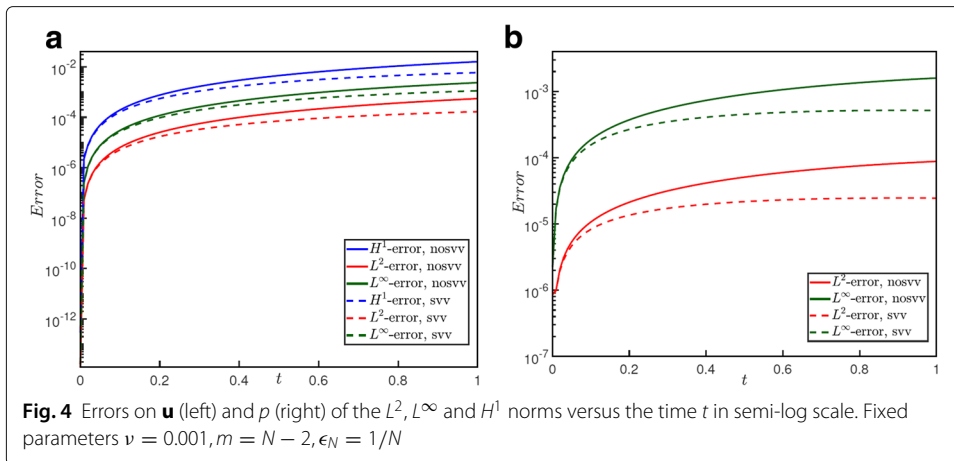 a
10^{-2}
10^{-4}
10^{-6}
10^{-8}
10^{-10}
10^{-12}
Error
H^1-error, nosvv
L^2-error, nosvv
L^∞-error, nosvv
H^1-error, svv
L^2-error, svv
L^∞-error, svv
0 0.2 0.4 0.6 0.8 1
t
b
10^{-3}
10^{-4}
10^{-5}
10^{-6}
10^{-7}
Error
L^2-error, nosvv
L^∞-error, nosvv
L^2-error, svv
L^∞-error, svv
0 0.2 0.4 0.6 0.8 1
t
Fig. 4 Errors on u (left) and p (right) of the L^2, L^∞ and H^1 norms versus the time t in semi-log scale. Fixed
parameters ν = 0.001, m = N − 2, ϵ_N = 1/N